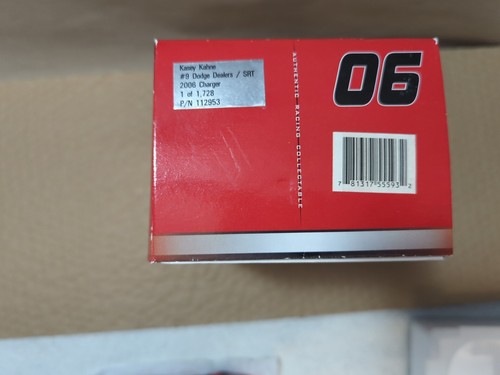 Kasey Kahne
#9 Dodge Dealers / SRT
2006 Charger
1 of 1,728
P/N 112953
AUTHENTIC RACING COLLECTABLE
06
7 81317 55593 2